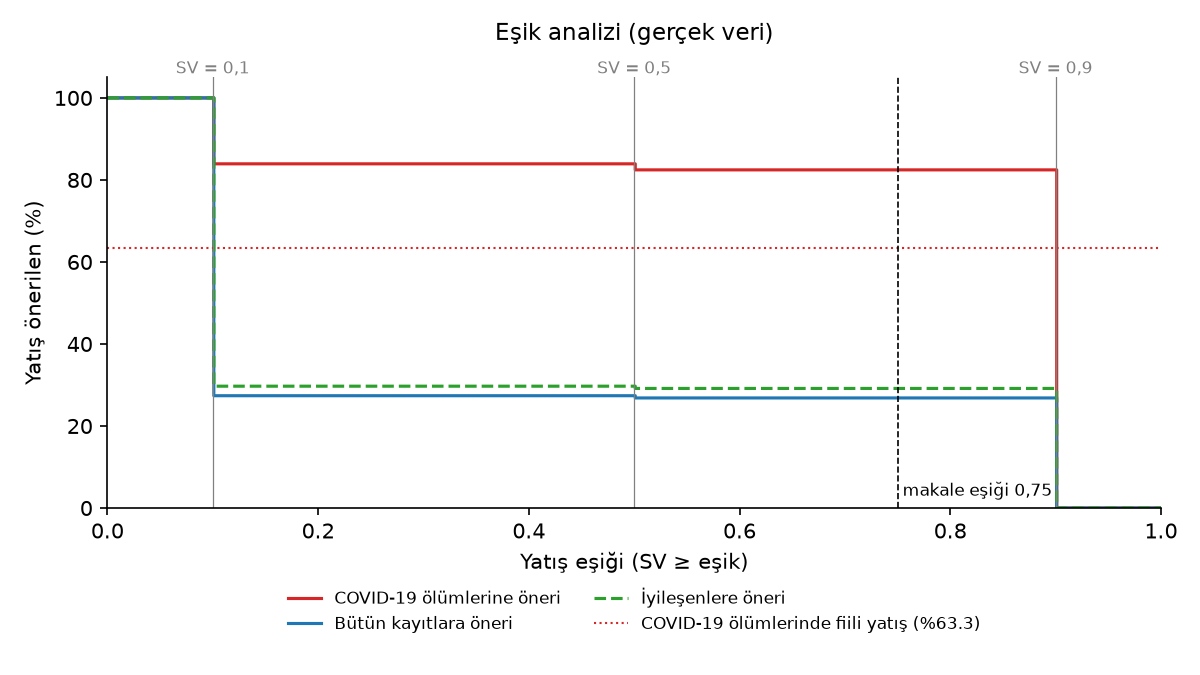 Eşik analizi (gerçek veri)
SV = 0,1
SV = 0,5
SV = 0,9
100
80
60
40
20
0
Yatış önerilen (%)
makale eşiği 0,75
0.0
0.2
0.4
0.6
0.8
1.0
Yatış eşiği (SV ≥ eşik)
COVID-19 ölümlerine öneri
Bütün kayıtlara öneri
İyileşenlere öneri
COVID-19 ölümlerinde fiili yatış (%63.3)